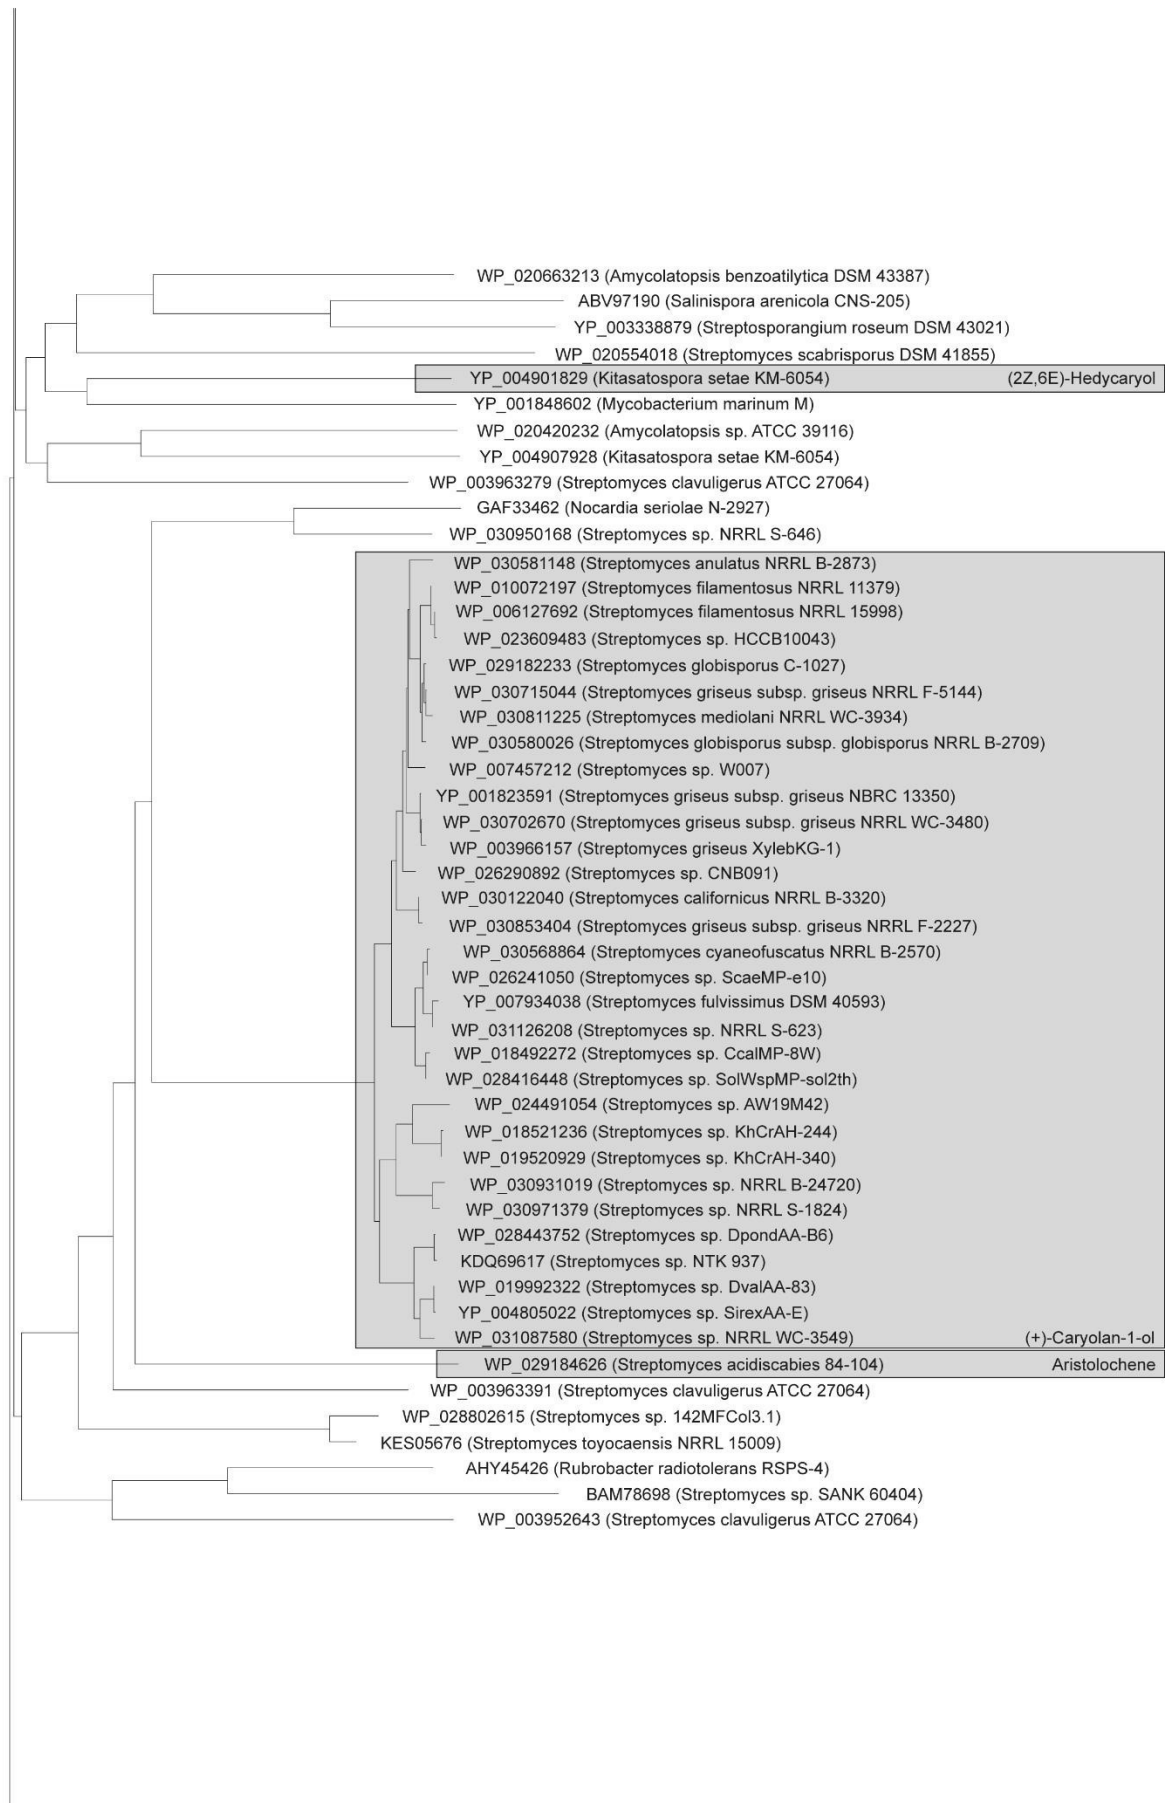 WP_020663213 (Amycolatopsis benzoatilytica DSM 43387)
ABV97190 (Salinispora arenicola CNS-205)
YP_003338879 (Streptosporangium roseum DSM 43021)
WP_020554018 (Streptomyces scabrisporus DSM 41855)
YP_004901829 (Kitasatospora setae KM-6054) (2Z,6E)-Hedycaryol
YP_001848602 (Mycobacterium marinum M)
WP_020420232 (Amycolatopsis sp. ATCC 39116)
YP_004907928 (Kitasatospora setae KM-6054)
WP_003963279 (Streptomyces clavuligerus ATCC 27064)
GAF33462 (Nocardia seriolae N-2927)
WP_030950168 (Streptomyces sp. NRRL S-646)
WP_030581148 (Streptomyces anulatus NRRL B-2873)
WP_010072197 (Streptomyces filamentosus NRRL 11379)
WP_006127692 (Streptomyces filamentosus NRRL 15998)
WP_023609483 (Streptomyces sp. HCCB10043)
WP_029182233 (Streptomyces globisporus C-1027)
WP_030715044 (Streptomyces griseus subsp. griseus NRRL F-5144)
WP_030811225 (Streptomyces mediolani NRRL WC-3934)
WP_030580026 (Streptomyces globisporus subsp. globisporus NRRL B-2709)
WP_007457212 (Streptomyces sp. W007)
YP_001823591 (Streptomyces griseus subsp. griseus NBRC 13350)
WP_030702670 (Streptomyces griseus subsp. griseus NRRL WC-3480)
WP_003966157 (Streptomyces griseus XylebKG-1)
WP_026290892 (Streptomyces sp. CNB091)
WP_030122040 (Streptomyces californicus NRRL B-3320)
WP_030853404 (Streptomyces griseus subsp. griseus NRRL F-2227)
WP_030568864 (Streptomyces cyaneofuscatus NRRL B-2570)
WP_026241050 (Streptomyces sp. ScaeMP-e10)
YP_007934038 (Streptomyces fulvissimus DSM 40593)
WP_031126208 (Streptomyces sp. NRRL S-623)
WP_018492272 (Streptomyces sp. CcalMP-8W)
WP_028416448 (Streptomyces sp. SolWspMP-sol2th)
WP_024491054 (Streptomyces sp. AW19M42)
WP_018521236 (Streptomyces sp. KhCrAH-244)
WP_019520929 (Streptomyces sp. KhCrAH-340)
WP_030931019 (Streptomyces sp. NRRL B-24720)
WP_030971379 (Streptomyces sp. NRRL S-1824)
WP_028443752 (Streptomyces sp. DpondAA-B6)
KDQ69617 (Streptomyces sp. NTK 937)
WP_019992322 (Streptomyces sp. DvalAA-83)
YP_004805022 (Streptomyces sp. SirexAA-E)
WP_031087580 (Streptomyces sp. NRRL WC-3549) (+)-Caryolan-1-ol
WP_029184626 (Streptomyces acidiscabies 84-104) Aristolochene
WP_003963391 (Streptomyces clavuligerus ATCC 27064)
WP_028802615 (Streptomyces sp. 142MFCol3.1)
KES05676 (Streptomyces toyocaensis NRRL 15009)
AHY45426 (Rubrobacter radiotolerans RSPS-4)
BAM78698 (Streptomyces sp. SANK 60404)
WP_003952643 (Streptomyces clavuligerus ATCC 27064)